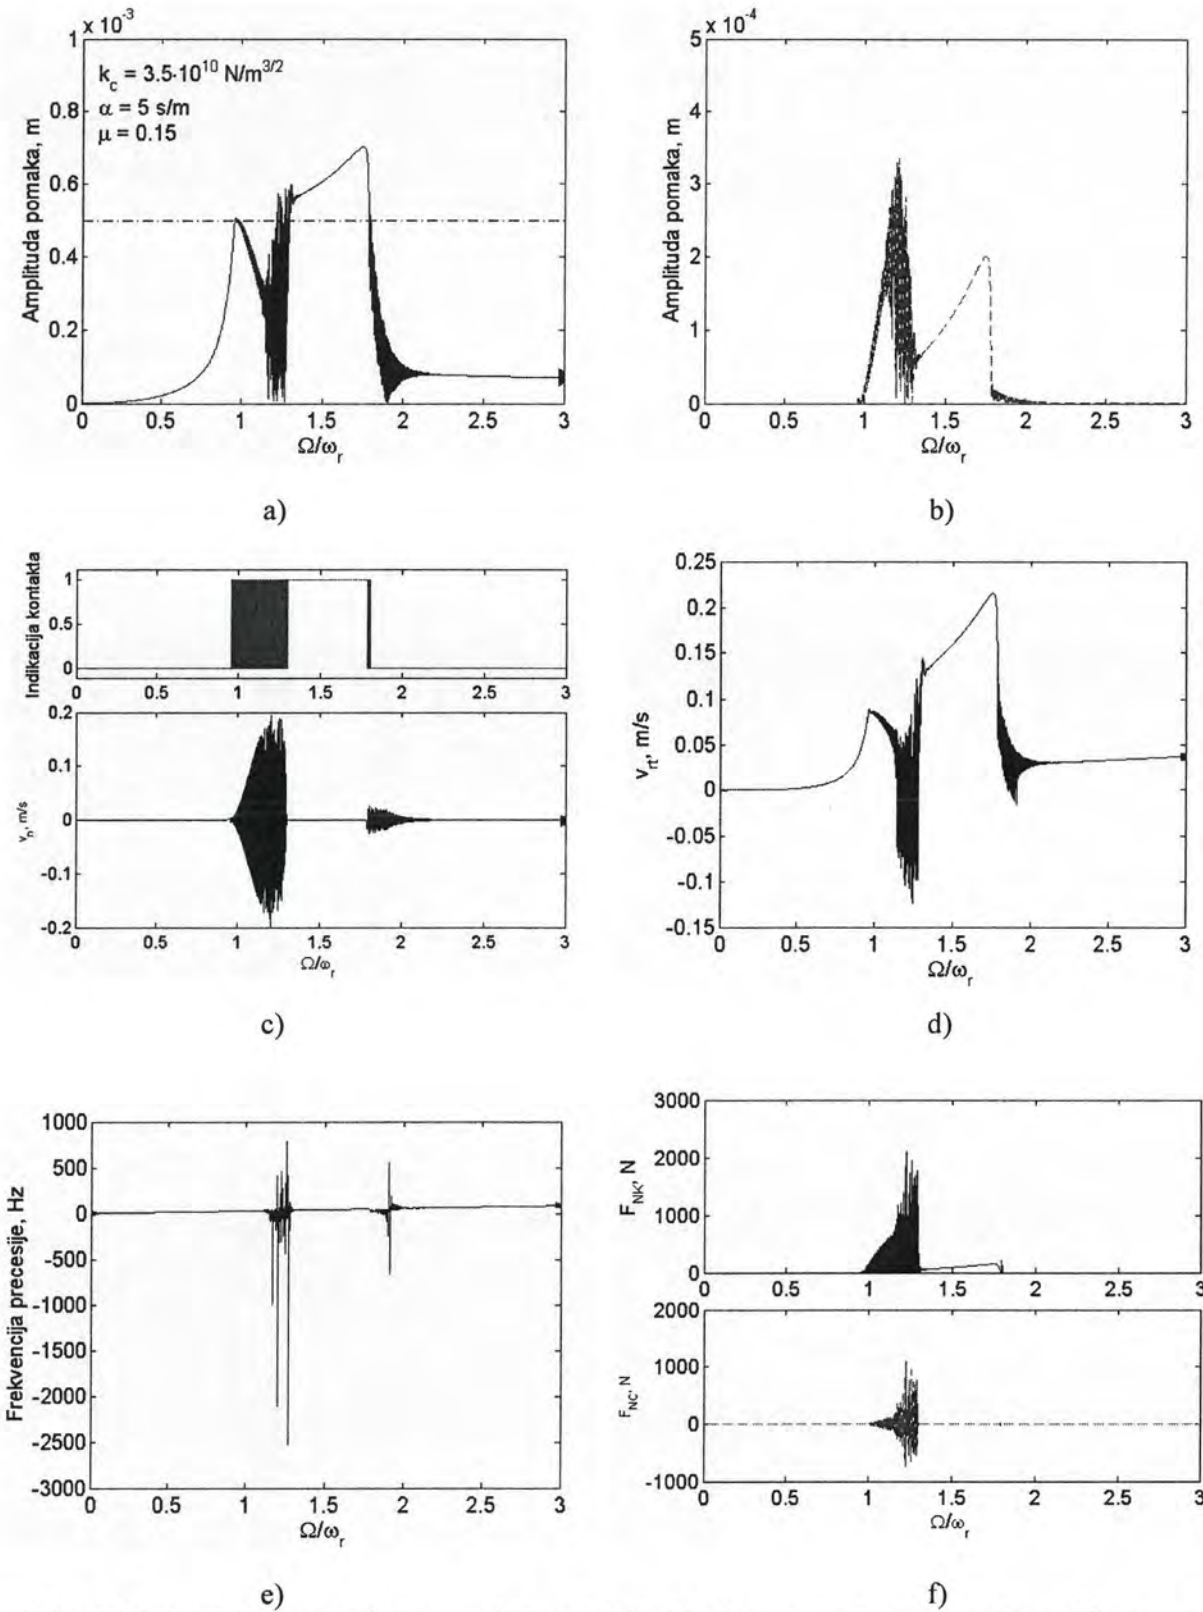 x 10⁻³
1
0.8
0.6
0.4
0.2
0
Amplituda pomaka, m
k_c = 3.5·10¹⁰ N/m^3/2
α = 5 s/m
μ = 0.15
0 0.5 1 1.5 2 2.5 3
Ω/ω_r
a)
x 10⁻⁴
5
4
3
2
1
0
Amplituda pomaka, m
0 0.5 1 1.5 2 2.5 3
Ω/ω_r
b)
Indikacija kontakta
1
0.5
0
0 0.5 1 1.5 2 2.5 3
v_n, m/s
0.2
0.1
0
-0.1
-0.2
0 0.5 1 1.5 2 2.5 3
Ω/ω_r
c)
v_rt, m/s
0.25
0.2
0.15
0.1
0.05
0
-0.05
-0.1
-0.15
0 0.5 1 1.5 2 2.5 3
Ω/ω_r
d)
Frekvencija precesije, Hz
1000
500
0
-500
-1000
-1500
-2000
-2500
-3000
0 0.5 1 1.5 2 2.5 3
Ω/ω_r
e)
F_NK, N
3000
2000
1000
0
0 0.5 1 1.5 2 2.5 3
F_NC, N
2000
1000
0
-1000
0 0.5 1 1.5 2 2.5 3
Ω/ω_r
f)